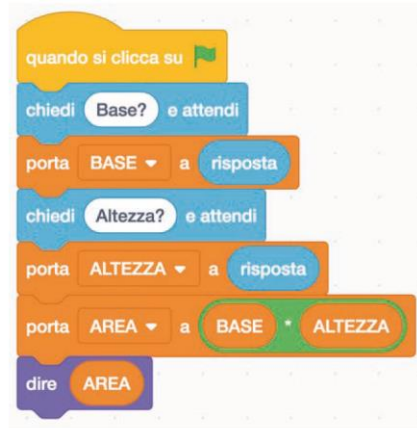 quando si clicca su
chiedi Base? e attendi
porta BASE a risposta
chiedi Altezza? e attendi
porta ALTEZZA a risposta
porta AREA a BASE * ALTEZZA
dire AREA